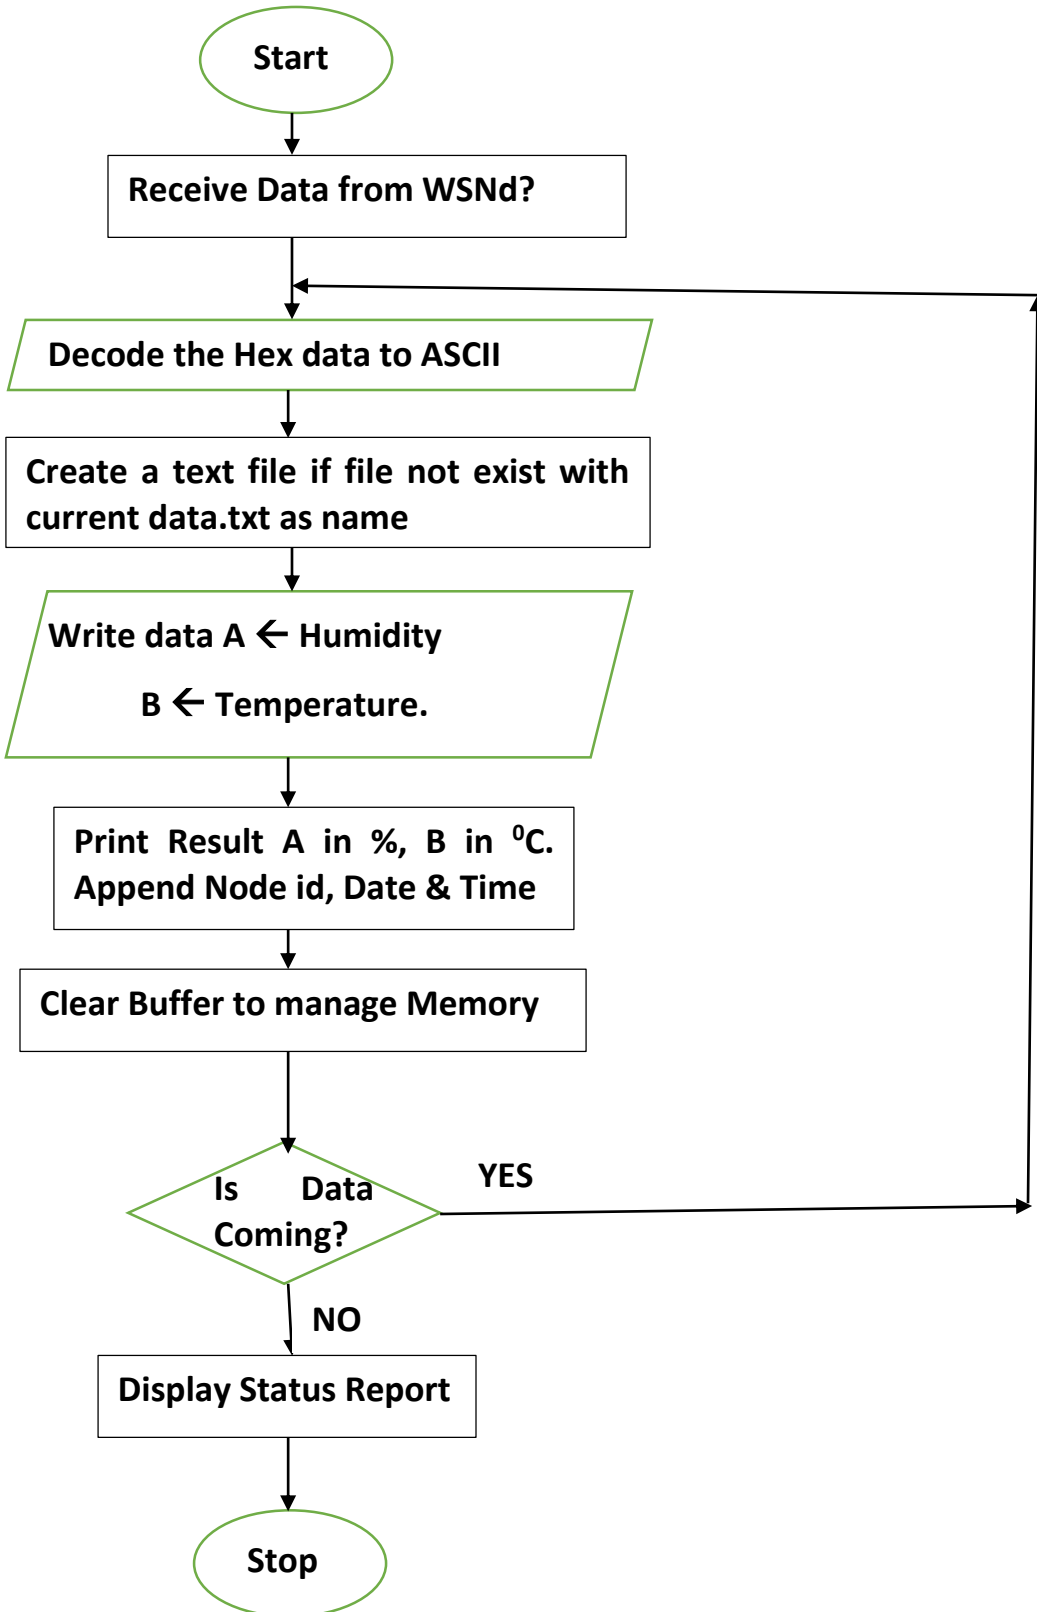 Start
Receive Data from WSNd?
Decode the Hex data to ASCII
Create a text file if file not exist with
current data.txt as name
Write data A ← Humidity
B ← Temperature.
Print Result A in %, B in ⁰C.
Append Node id, Date & Time
Clear Buffer to manage Memory
Is Data
Coming?
YES
NO
Display Status Report
Stop